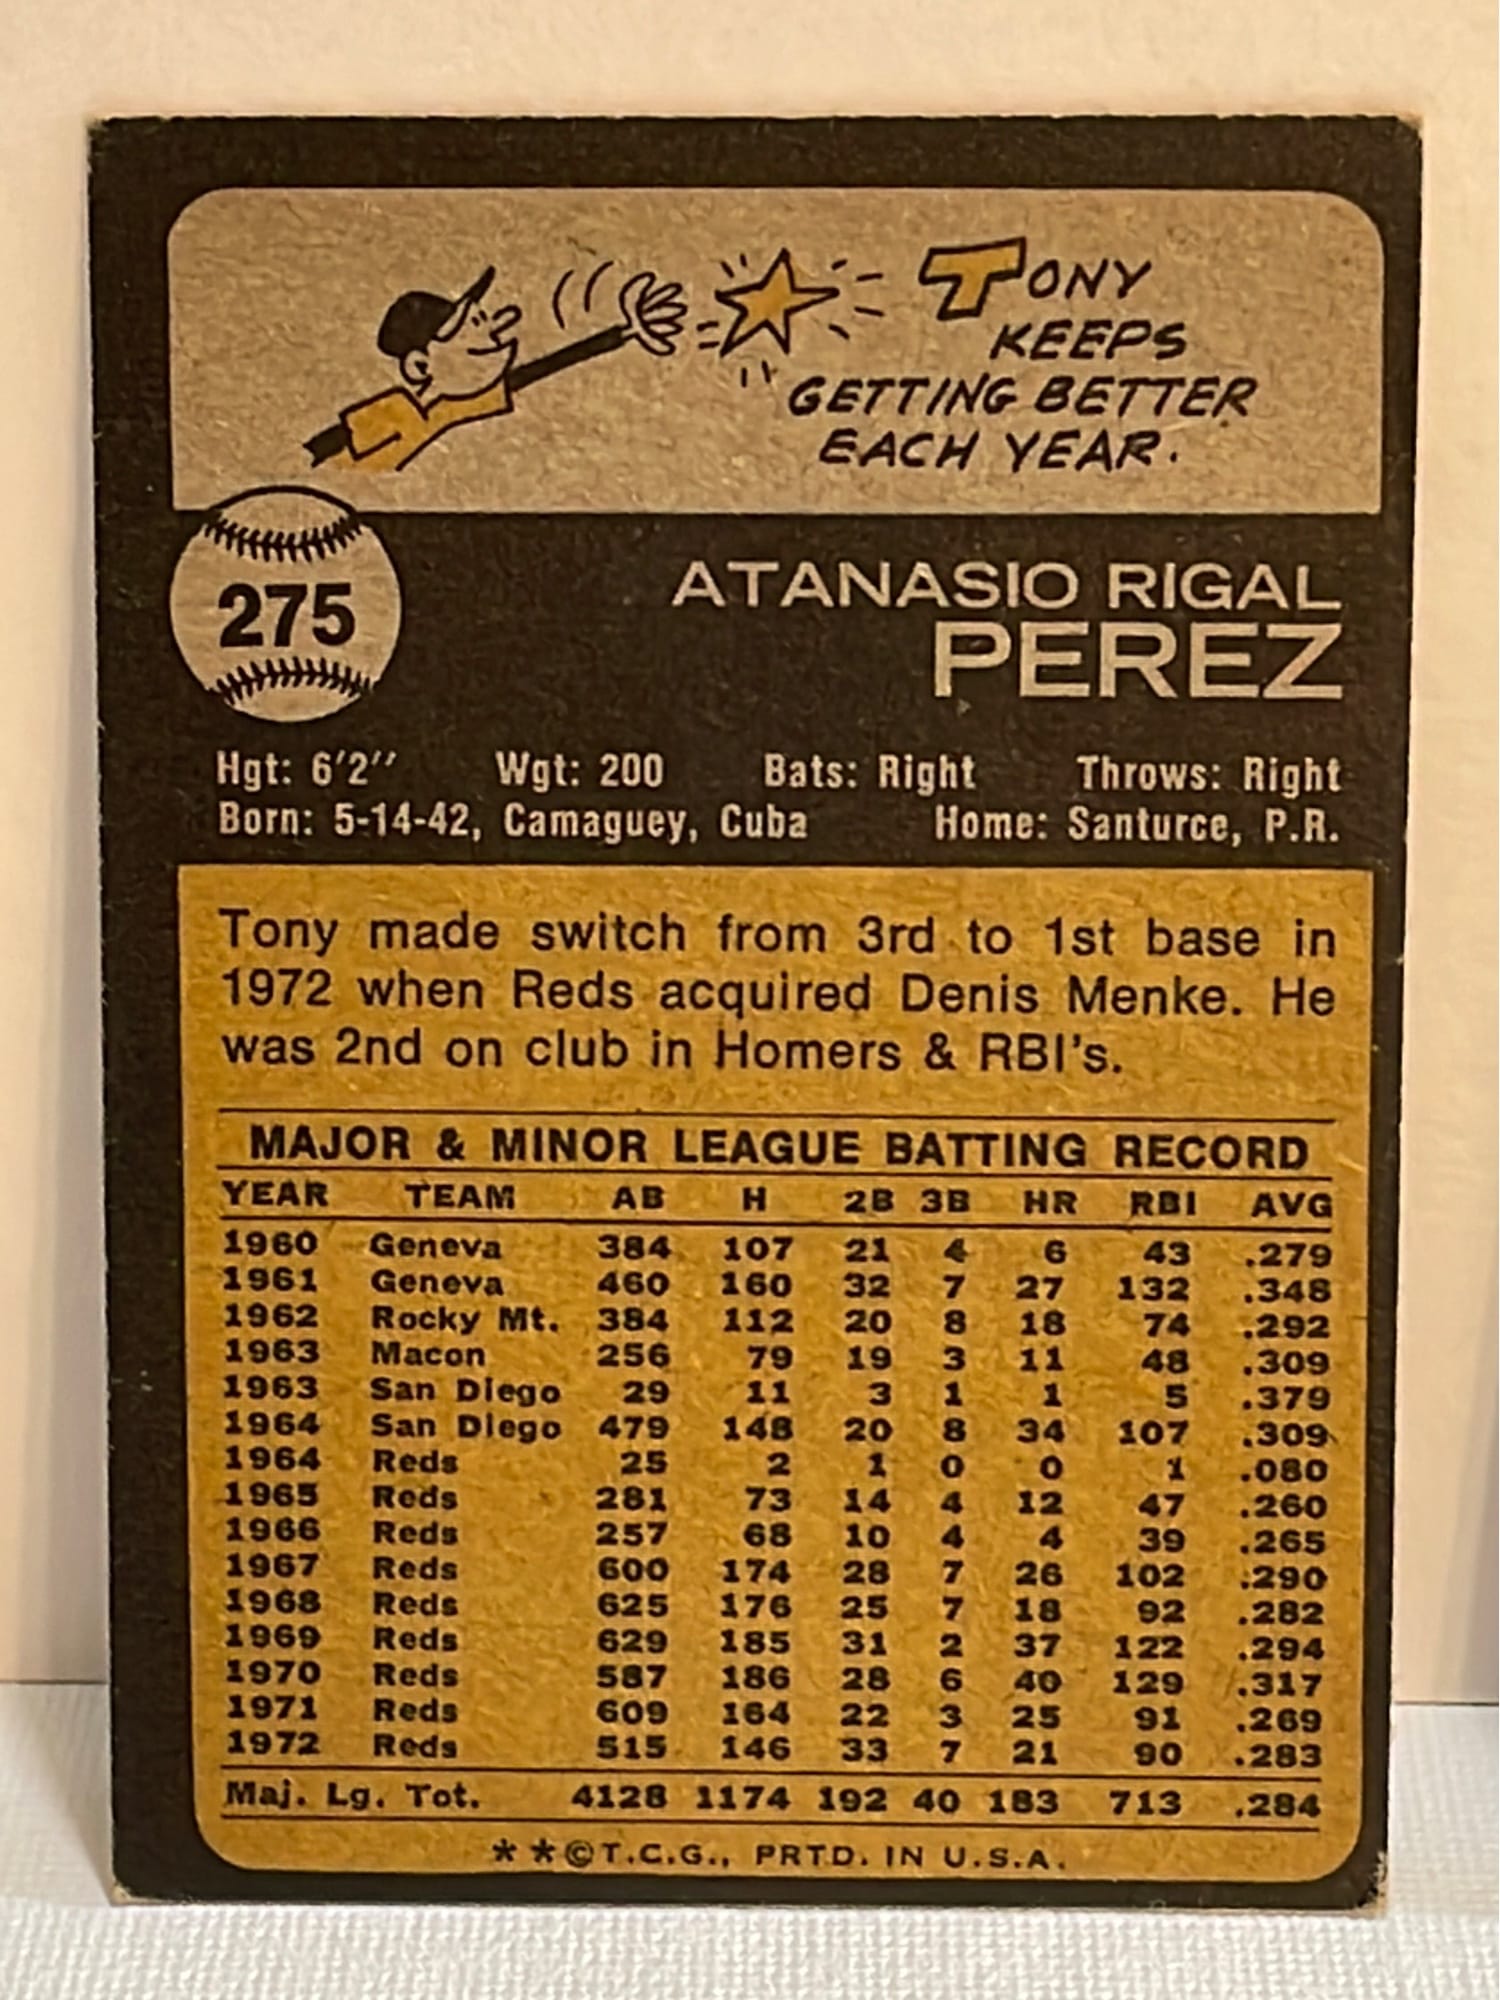 TONY
KEEPS
GETTING BETTER
EACH YEAR.
275
ATANASIO RIGAL
PEREZ
Hgt: 6'2" Wgt: 200 Bats: Right Throws: Right
Born: 5-14-42, Camaguey, Cuba Home: Santurce, P.R.
Tony made switch from 3rd to 1st base in
1972 when Reds acquired Denis Menke. He
was 2nd on club in Homers & RBI's.
MAJOR & MINOR LEAGUE BATTING RECORD
YEAR TEAM AB H 2B 3B HR RBI AVG
1960 Geneva 384 107 21 4 6 43 .279
1961 Geneva 460 160 32 7 27 132 .348
1962 Rocky Mt. 384 112 20 8 18 74 .292
1963 Macon 256 79 19 3 11 48 .309
1963 San Diego 29 11 3 1 1 5 .379
1964 San Diego 479 148 20 8 34 107 .309
1964 Reds 25 2 1 0 0 1 .080
1965 Reds 281 73 14 4 12 47 .260
1966 Reds 257 68 10 4 4 39 .265
1967 Reds 600 174 28 7 26 102 .290
1968 Reds 625 176 25 7 18 92 .282
1969 Reds 629 185 31 2 37 122 .294
1970 Reds 587 186 28 6 40 129 .317
1971 Reds 609 164 22 3 25 91 .269
1972 Reds 515 146 33 7 21 90 .283
Maj. Lg. Tot. 4128 1174 192 40 183 713 .284
**©T.C.G., PRTD. IN U.S.A.